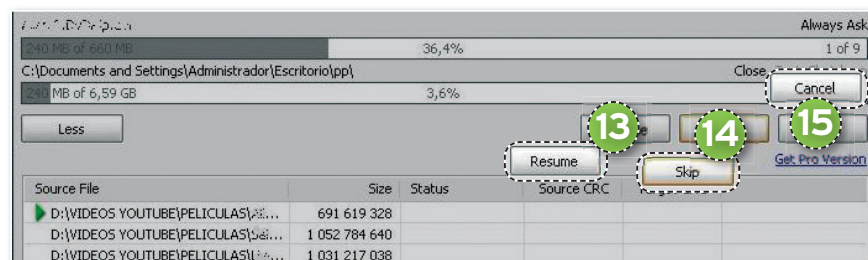 Always Ask
240 MB of 660 MB 36,4% 1 of 9
C:\Documents and Settings\Administrador\Escritorio\pp\ Close
240 MB of 6,59 GB 3,6%
Cancel
Less 13 14 15
Resume Skip Get Pro Version
Source File Size Status Source CRC
D:\VIDEOS YOUTUBE\PELICULAS\... 691 619 328
D:\VIDEOS YOUTUBE\PELICULAS\... 1 052 784 640
D:\VIDEOS YOUTUBE\PELICULAS\... 1 031 217 038